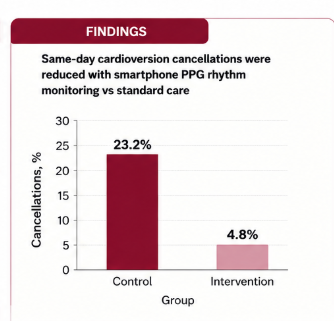 FINDINGS
Same-day cardioversion cancellations were
reduced with smartphone PPG rhythm
monitoring vs standard care
30
25
20
15
10
5
0
Cancellations, %
23.2%
4.8%
Control Intervention
Group